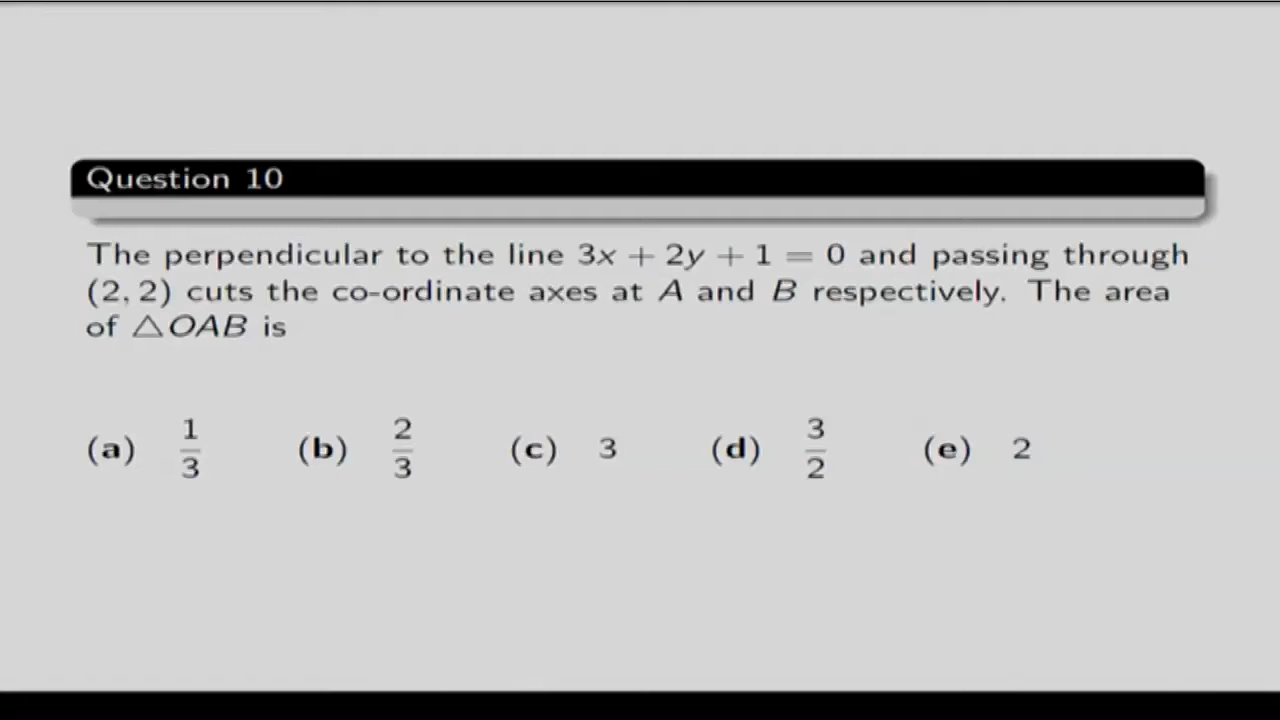 Question 10
The perpendicular to the line 3x + 2y + 1 = 0 and passing through
(2, 2) cuts the co-ordinate axes at A and B respectively. The area
of △OAB is
(a) 1/3 (b) 2/3 (c) 3 (d) 3/2 (e) 2